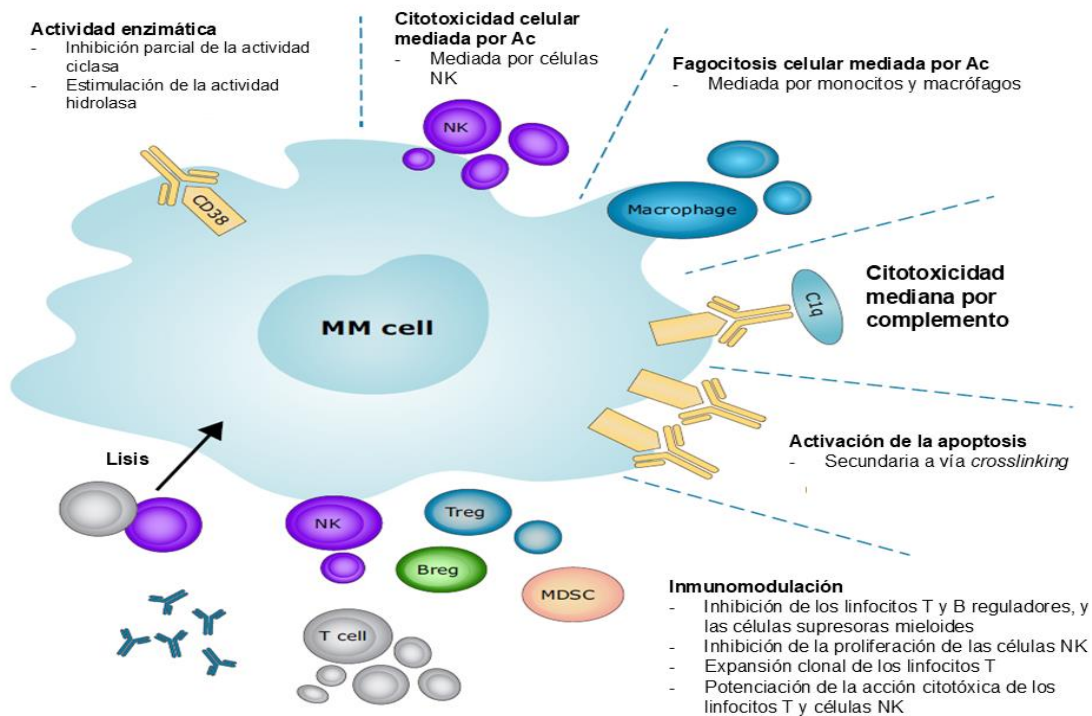 Actividad enzimática
- Inhibición parcial de la actividad
ciclasa
- Estimulación de la actividad
hidrolasa
Citotoxicidad celular
mediada por Ac
- Mediada por células
NK
Fagocitosis celular mediada por Ac
- Mediada por monocitos y macrófagos
NK
CD38
Macrophage
Citotoxicidad
mediana por
complemento
C1q
MM cell
Activación de la apoptosis
- Secundaria a vía crosslinking
Lisis
NK
Treg
Breg
MDSC
T cell
Inmunomodulación
- Inhibición de los linfocitos T y B reguladores, y
las células supresoras mieloides
- Inhibición de la proliferación de las células NK
- Expansión clonal de los linfocitos T
- Potenciación de la acción citotóxica de los
linfocitos T y células NK